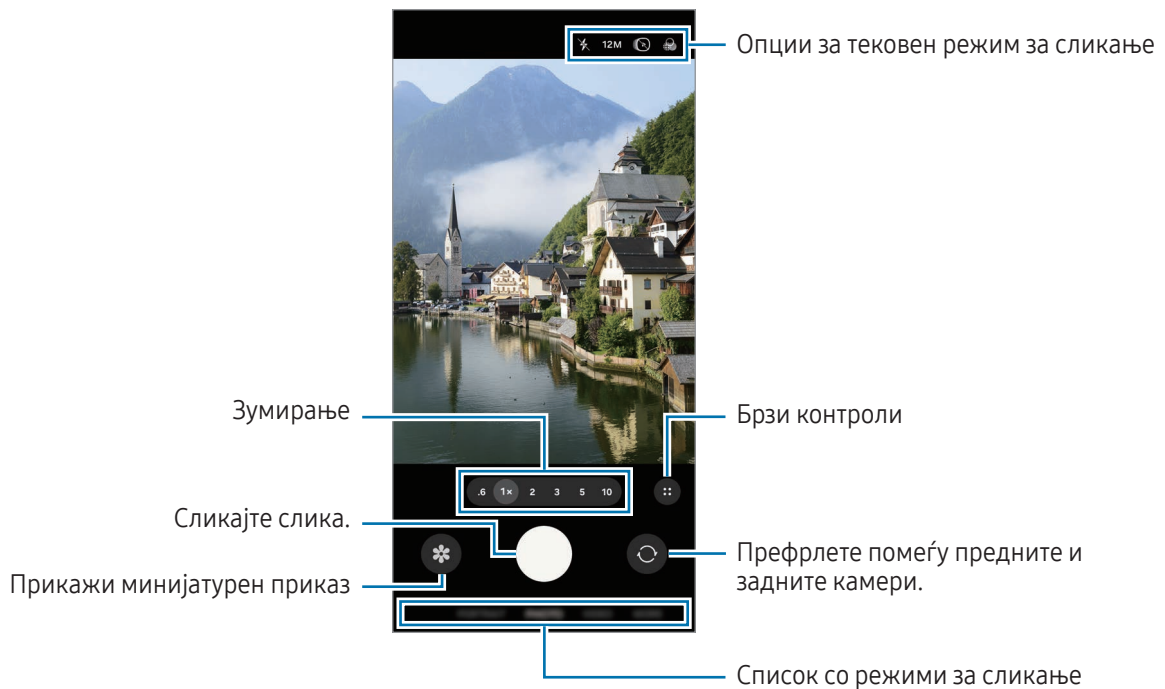 Опции за тековен режим за сликање
12M
Зумирање
Брзи контроли
.6 1× 2 3 5 10
Сликајте слика.
Префрлете помеѓу предните и
задните камери.
Прикажи минијатурен приказ
Список со режими за сликање